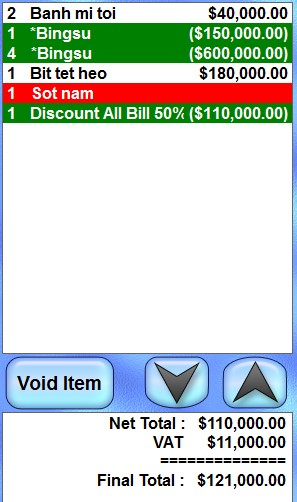 2 Banh mi toi $40,000.00
1 *Bingsu ($150,000.00)
4 *Bingsu ($600,000.00)
1 Bit tet heo $180,000.00
1 Sot nam
1 Discount All Bill 50% ($110,000.00)
Void Item
Net Total : $110,000.00
VAT $11,000.00
==============
Final Total : $121,000.00